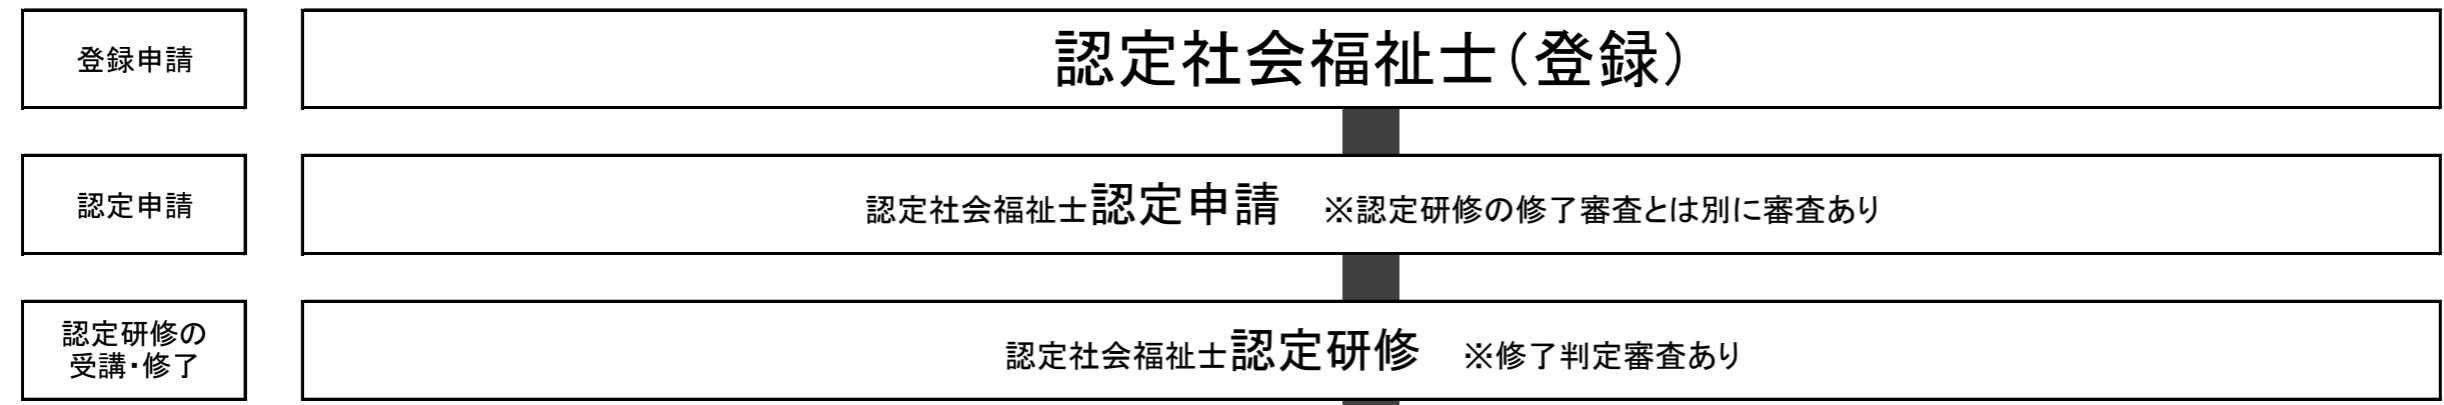 登録申請
認定社会福祉士（登録）
認定申請
認定社会福祉士認定申請　※認定研修の修了審査とは別に審査あり
認定研修の
受講・修了
認定社会福祉士認定研修　※修了判定審査あり